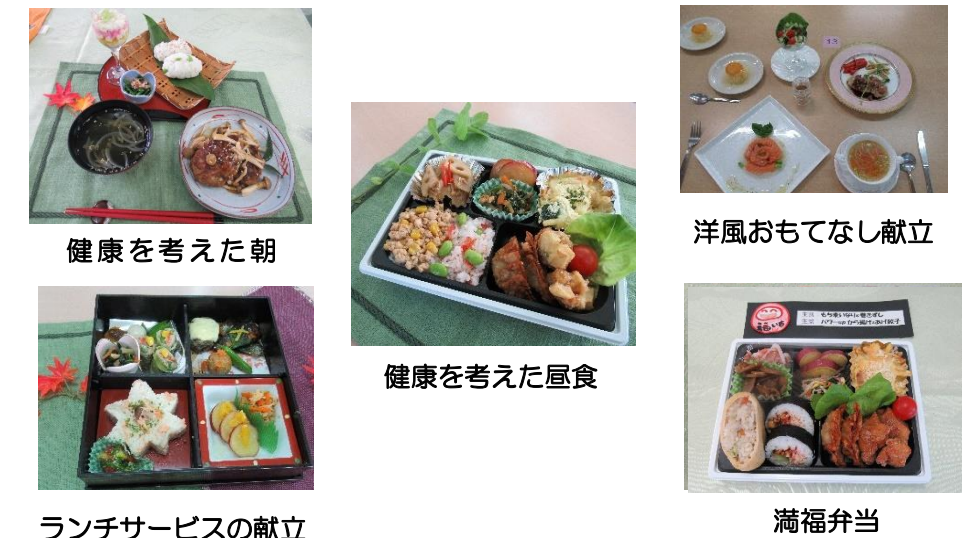 健康を考えた朝
洋風おもてなし献立
健康を考えた昼食
ランチサービスの献立
満福弁当